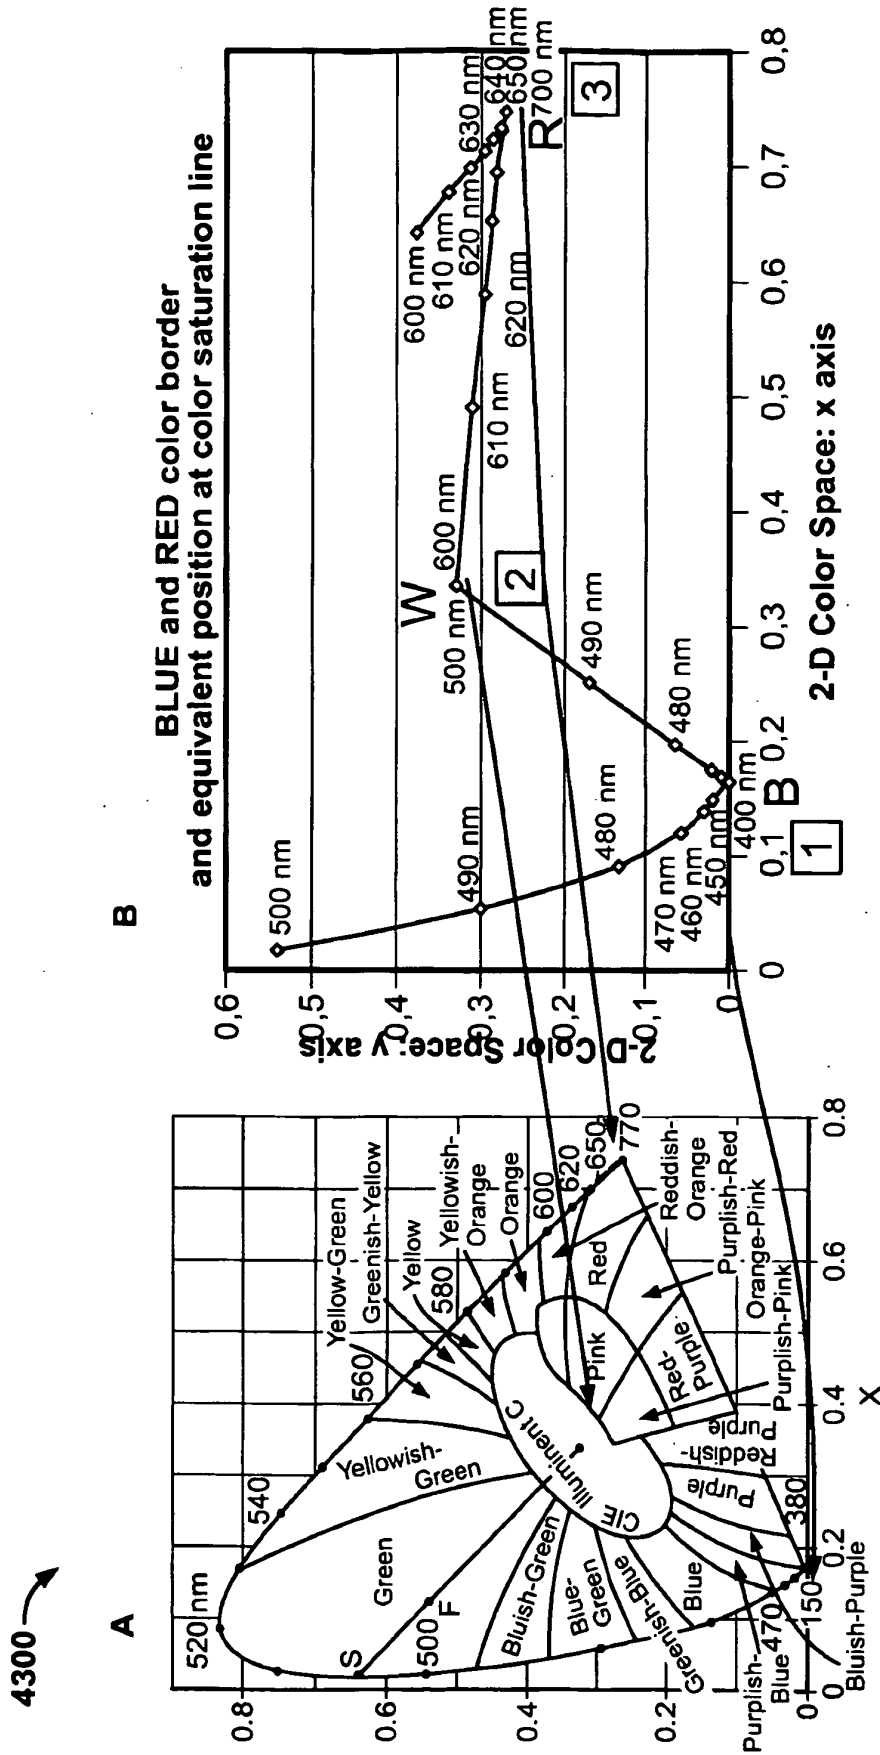 4300
A
0.8
0.6
0.4
0.2
0
0
0.2
0.4
0.6
0.8
X
520 nm
540
560
580
600
620
650
770
S
500
F
470
150
380
Green
Yellowish-
Green
Yellow-Green
Greenish-Yellow
Yellow
Yellowish-
Orange
Orange
Reddish-
Orange
Red
Purplish-Red
Orange-Pink
Pink
Purplish-Pink
Red-
Purple
Reddish-
Purple
Purple
Bluish-Purple
Purplish-
Blue
Blue
Greenish-Blue
Blue-
Green
Bluish-Green
CIE Illuminent C
B
BLUE and RED color border
and equivalent position at color saturation line
2-D Color Space: y axis
0,6
0,5
0,4
0,3
0,2
0,1
0
0
0,1
0,2
0,3
0,4
0,5
0,6
0,7
0,8
2-D Color Space: x axis
500 nm
490 nm
480 nm
470 nm
460 nm
450 nm
400 nm
B
1
480 nm
490 nm
500 nm
W
2
600 nm
610 nm
620 nm
600 nm
610 nm
620 nm
630 nm
640 nm
650 nm
700 nm
R
3